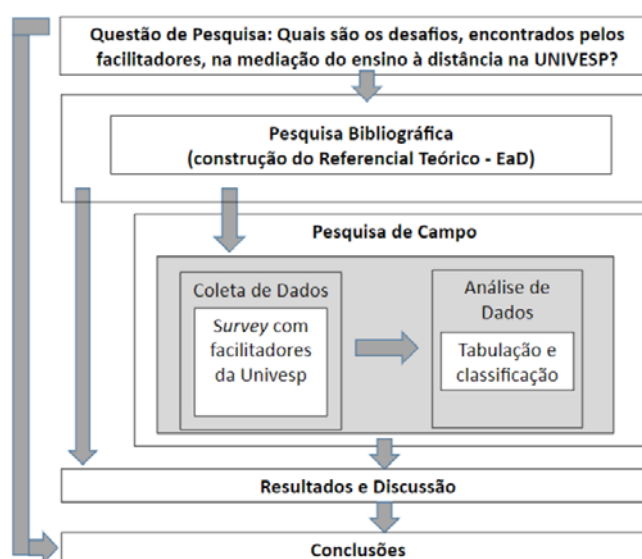 Questão de Pesquisa: Quais são os desafios, encontrados pelos
facilitadores, na mediação do ensino à distância na UNIVESP?
Pesquisa Bibliográfica
(construção do Referencial Teórico - EaD)
Pesquisa de Campo
Coleta de Dados
Survey com
facilitadores
da Univesp
Análise de
Dados
Tabulação e
classificação
Resultados e Discussão
Conclusões